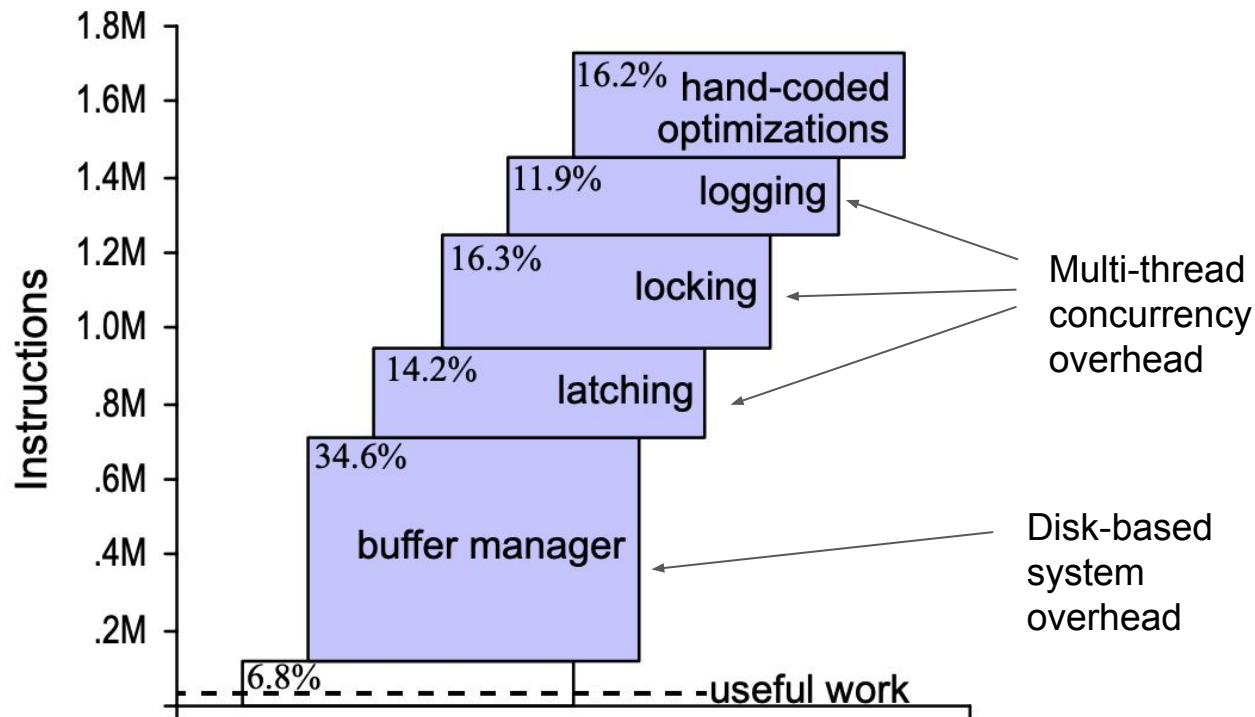 1.8M
16.2% hand-coded
1.6M
optimizations
1.4M
11.9% logging
1.2M
16.3% locking
Multi-thread
concurrency
overhead
1.0M
14.2% latching
.8M
Instructions
34.6%
.6M
buffer manager
.4M
Disk-based
system
overhead
.2M
6.8%
useful work